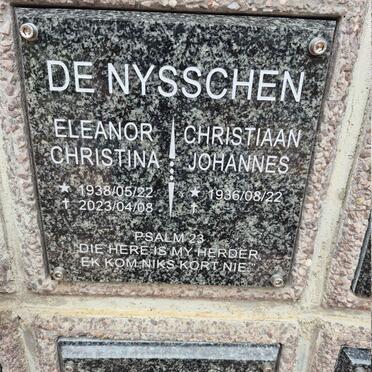 DE NYSSCHEN
ELEANOR CHRISTINA
★ 1938/05/22
✝ 2023/04/08
CHRISTIAAN JOHANNES
★ 1936/08/22
✝
PSALM 23
"DIE HERE IS MY HERDER,
EK KOM NIKS KORT NIE"